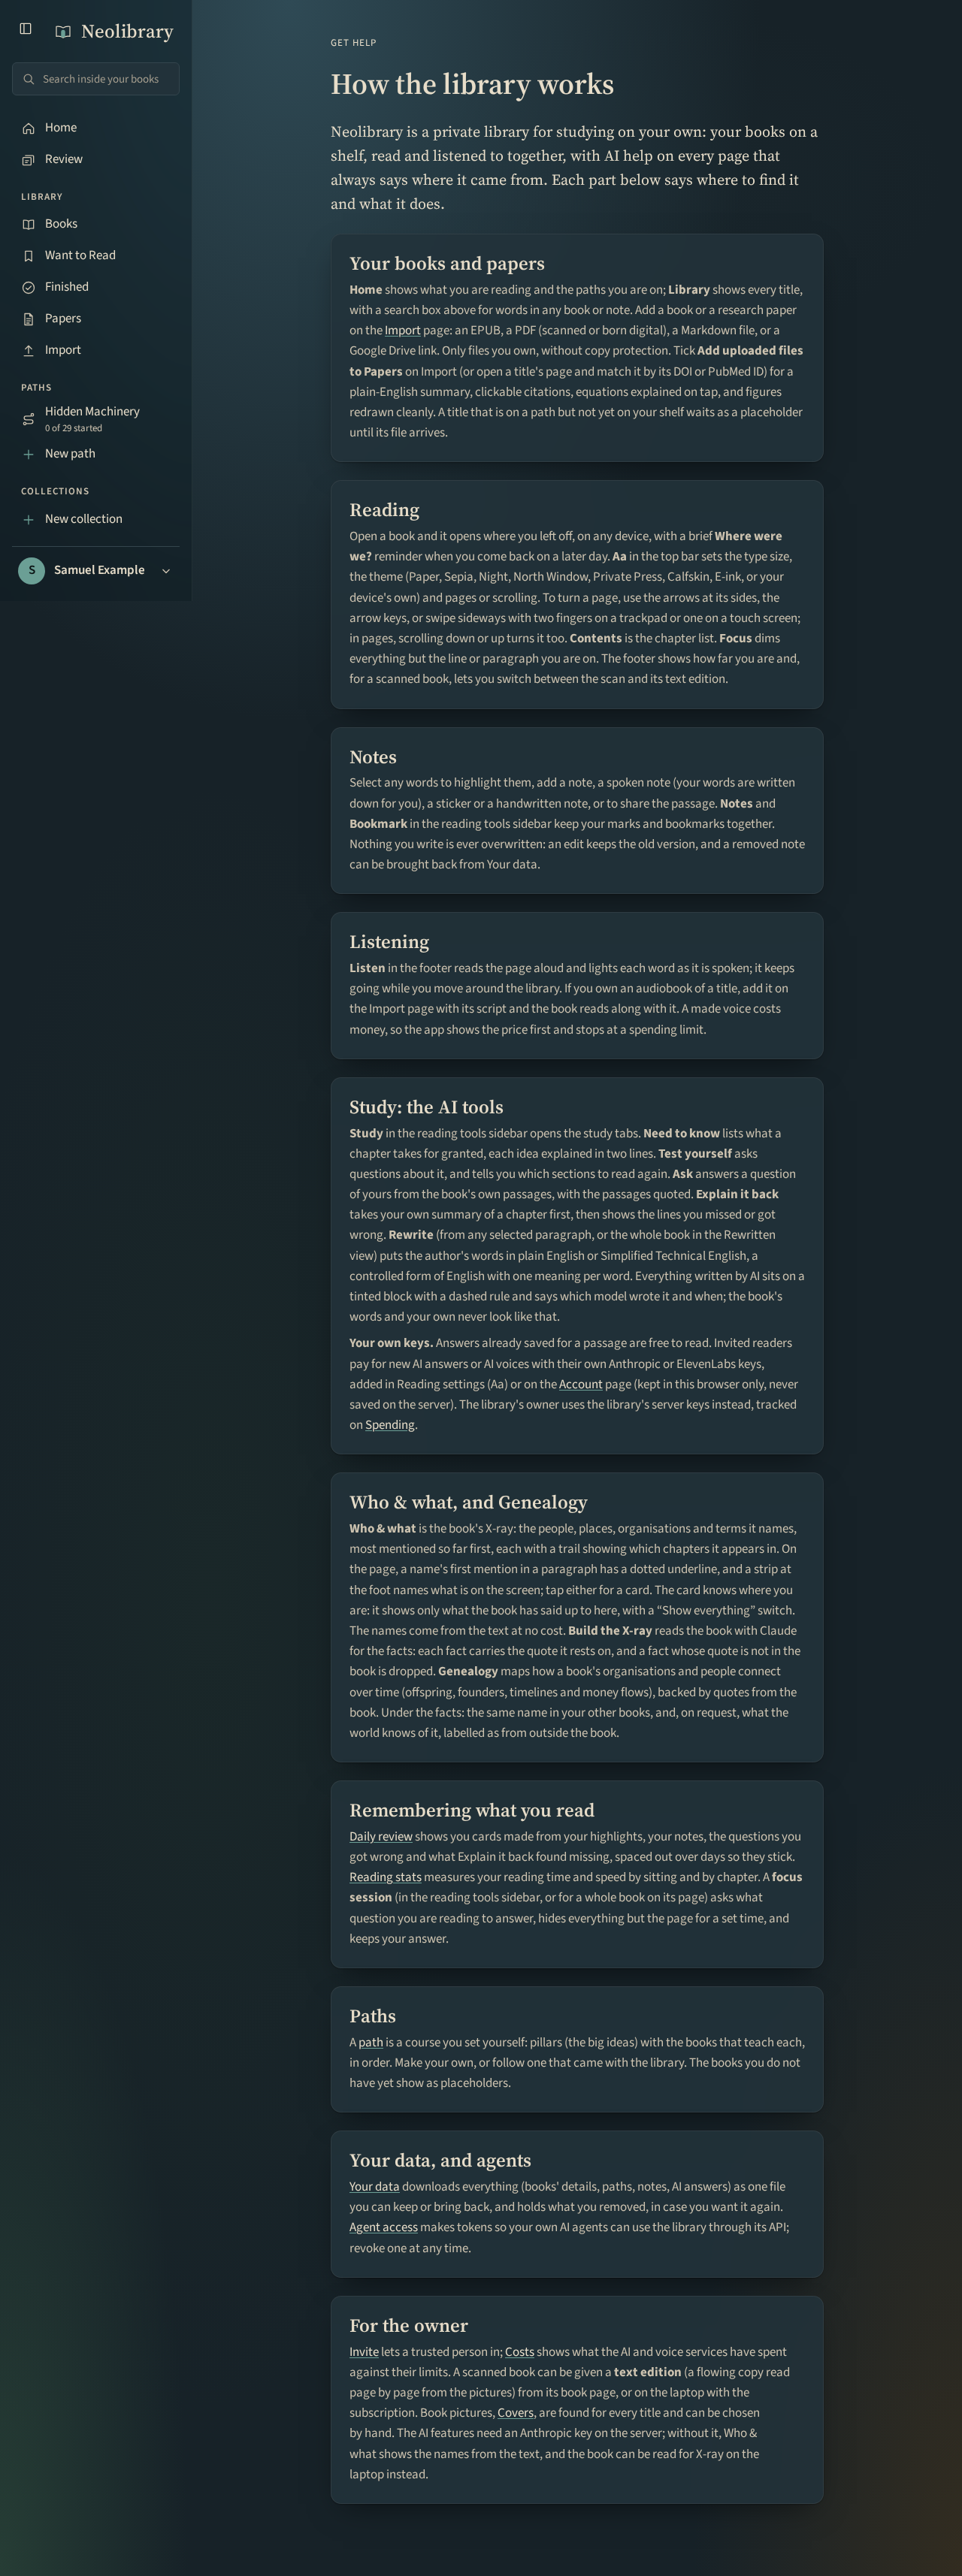 Neolibrary
Search inside your books
Home
Review
LIBRARY
Books
Want to Read
Finished
Papers
Import
PATHS
Hidden Machinery
0 of 29 started
New path
COLLECTIONS
New collection
S
Samuel Example
GET HELP
How the library works
Neolibrary is a private library for studying on your own: your books on a
shelf, read and listened to together, with AI help on every page that
always says where it came from. Each part below says where to find it
and what it does.
Your books and papers
Home shows what you are reading and the paths you are on; Library shows every title,
with a search box above for words in any book or note. Add a book or a research paper
on the Import page: an EPUB, a PDF (scanned or born digital), a Markdown file, or a
Google Drive link. Only files you own, without copy protection. Tick Add uploaded files
to Papers on Import (or open a title's page and match it by its DOI or PubMed ID) for a
plain-English summary, clickable citations, equations explained on tap, and figures
redrawn cleanly. A title that is on a path but not yet on your shelf waits as a placeholder
until its file arrives.
Reading
Open a book and it opens where you left off, on any device, with a brief Where were
we? reminder when you come back on a later day. Aa in the top bar sets the type size,
the theme (Paper, Sepia, Night, North Window, Private Press, Calfskin, E-ink, or your
device's own) and pages or scrolling. To turn a page, use the arrows at its sides, the
arrow keys, or swipe sideways with two fingers on a trackpad or one on a touch screen;
in pages, scrolling down or up turns it too. Contents is the chapter list. Focus dims
everything but the line or paragraph you are on. The footer shows how far you are and,
for a scanned book, lets you switch between the scan and its text edition.
Notes
Select any words to highlight them, add a note, a spoken note (your words are written
down for you), a sticker or a handwritten note, or to share the passage. Notes and
Bookmark in the reading tools sidebar keep your marks and bookmarks together.
Nothing you write is ever overwritten: an edit keeps the old version, and a removed note
can be brought back from Your data.
Listening
Listen in the footer reads the page aloud and lights each word as it is spoken; it keeps
going while you move around the library. If you own an audiobook of a title, add it on
the Import page with its script and the book reads along with it. A made voice costs
money, so the app shows the price first and stops at a spending limit.
Study: the AI tools
Study in the reading tools sidebar opens the study tabs. Need to know lists what a
chapter takes for granted, each idea explained in two lines. Test yourself asks
questions about it, and tells you which sections to read again. Ask answers a question
of yours from the book's own passages, with the passages quoted. Explain it back
takes your own summary of a chapter first, then shows the lines you missed or got
wrong. Rewrite (from any selected paragraph, or the whole book in the Rewritten
view) puts the author's words in plain English or Simplified Technical English, a
controlled form of English with one meaning per word. Everything written by AI sits on a
tinted block with a dashed rule and says which model wrote it and when; the book's
words and your own never look like that.
Your own keys. Answers already saved for a passage are free to read. Invited readers
pay for new AI answers or AI voices with their own Anthropic or ElevenLabs keys,
added in Reading settings (Aa) or on the Account page (kept in this browser only, never
saved on the server). The library's owner uses the library's server keys instead, tracked
on Spending.
Who & what, and Genealogy
Who & what is the book's X-ray: the people, places, organisations and terms it names,
most mentioned so far first, each with a trail showing which chapters it appears in. On
the page, a name's first mention in a paragraph has a dotted underline, and a strip at
the foot names what is on the screen; tap either for a card. The card knows where you
are: it shows only what the book has said up to here, with a “Show everything” switch.
The names come from the text at no cost. Build the X-ray reads the book with Claude
for the facts: each fact carries the quote it rests on, and a fact whose quote is not in the
book is dropped. Genealogy maps how a book's organisations and people connect
over time (offspring, founders, timelines and money flows), backed by quotes from the
book. Under the facts: the same name in your other books, and, on request, what the
world knows of it, labelled as from outside the book.
Remembering what you read
Daily review shows you cards made from your highlights, your notes, the questions you
got wrong and what Explain it back found missing, spaced out over days so they stick.
Reading stats measures your reading time and speed by sitting and by chapter. A focus
session (in the reading tools sidebar, or for a whole book on its page) asks what
question you are reading to answer, hides everything but the page for a set time, and
keeps your answer.
Paths
A path is a course you set yourself: pillars (the big ideas) with the books that teach each,
in order. Make your own, or follow one that came with the library. The books you do not
have yet show as placeholders.
Your data, and agents
Your data downloads everything (books' details, paths, notes, AI answers) as one file
you can keep or bring back, and holds what you removed, in case you want it again.
Agent access makes tokens so your own AI agents can use the library through its API;
revoke one at any time.
For the owner
Invite lets a trusted person in; Costs shows what the AI and voice services have spent
against their limits. A scanned book can be given a text edition (a flowing copy read
page by page from the pictures) from its book page, or on the laptop with the
subscription. Book pictures, Covers, are found for every title and can be chosen
by hand. The AI features need an Anthropic key on the server; without it, Who &
what shows the names from the text, and the book can be read for X-ray on the
laptop instead.